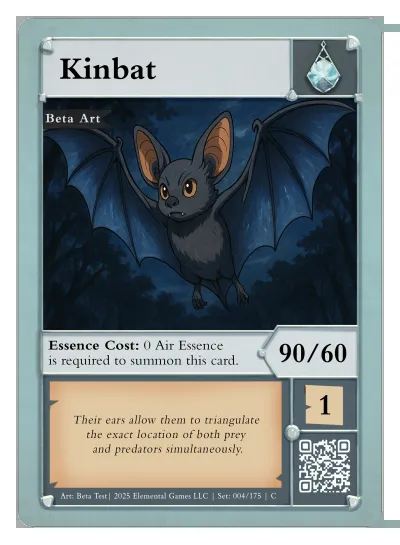 Kinbat
Beta Art
Essence Cost: 0 Air Essence
is required to summon this card.
90/60
1
Their ears allow them to triangulate
the exact location of both prey
and predators simultaneously.
Art: Beta Test| 2025 Elemental Games LLC | Set: 004/175 | C